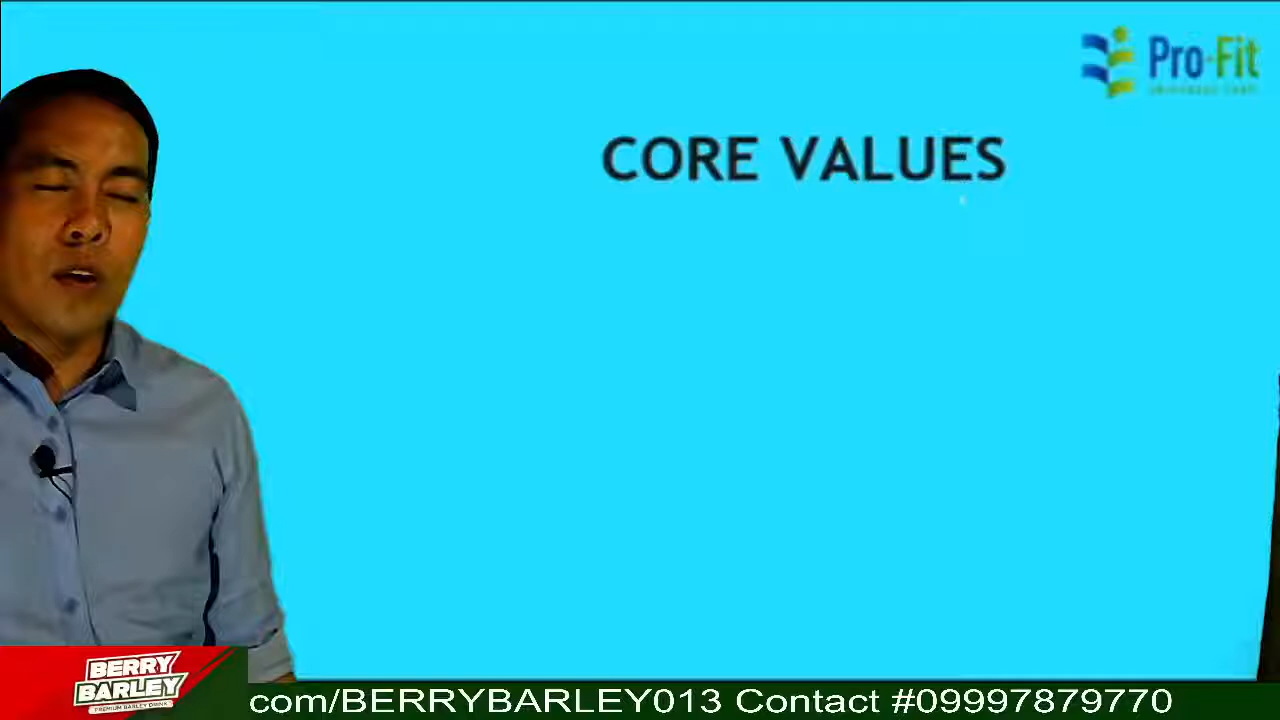 Pro-Fit
CORE VALUES
BERRY
BARLEY
PREMIUM BARLEY DRINK
com/BERRYBARLEY013 Contact #09997879770